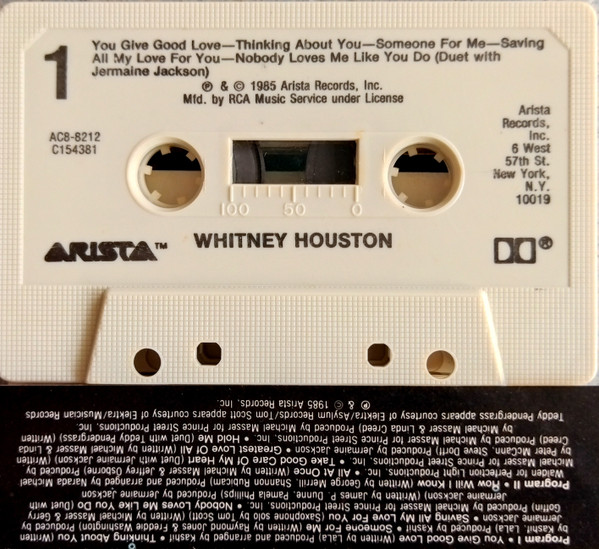 1
You Give Good Love—Thinking About You—Someone For Me—Saving
All My Love For You—Nobody Loves Me Like You Do (Duet with
Jermaine Jackson)
℗ & © 1985 Arista Records, Inc.
Mfd. by RCA Music Service under License
AC8-8212
C154381
Arista
Records,
Inc.
6 West
57th St.
New York,
N.Y.
10019
100 50 0
ARISTA™
WHITNEY HOUSTON
®
Program I • You Give Good Love (Written by LaLa) Produced and arranged by Kashif • Thinking About You (Written
by Kashif, LaLa) Produced by Kashif • Someone For Me (Written by Raymond Jones & Freddie Washington) Produced by
Jermaine Jackson • Saving All My Love For You (Saxophone solo by Tom Scott) (Written by Michael Masser & Gerry
Goffin) Produced by Michael Masser for Prince Street Productions, Inc. • Nobody Loves Me Like You Do (Duet with
Jermaine Jackson) (Written by James P. Dunne, Pamela Phillips) Produced by Jermaine Jackson
Program II • How Will I Know (Written by George Merrill, Shannon Rubicam) Produced and arranged by Narada Michael
Walden for Perfection Light Productions, Inc. • All At Once (Written by Michael Masser & Jeffrey Osborne) Produced by
Michael Masser for Prince Street Productions, Inc. • Take Good Care Of My Heart (Duet with Jermaine Jackson) (Written
by Peter McCann, Steve Dorff) Produced by Jermaine Jackson • Greatest Love Of All (Written by Michael Masser & Linda
Creed) Produced by Michael Masser for Prince Street Productions, Inc. • Hold Me (Duet with Teddy Pendergrass) (Written
by Michael Masser & Linda Creed) Produced by Michael Masser for Prince Street Productions, Inc.
Teddy Pendergrass appears courtesy of Elektra/Asylum Records/Tom Scott appears courtesy of Elektra/Musician Records
℗ & © 1985 Arista Records, Inc.